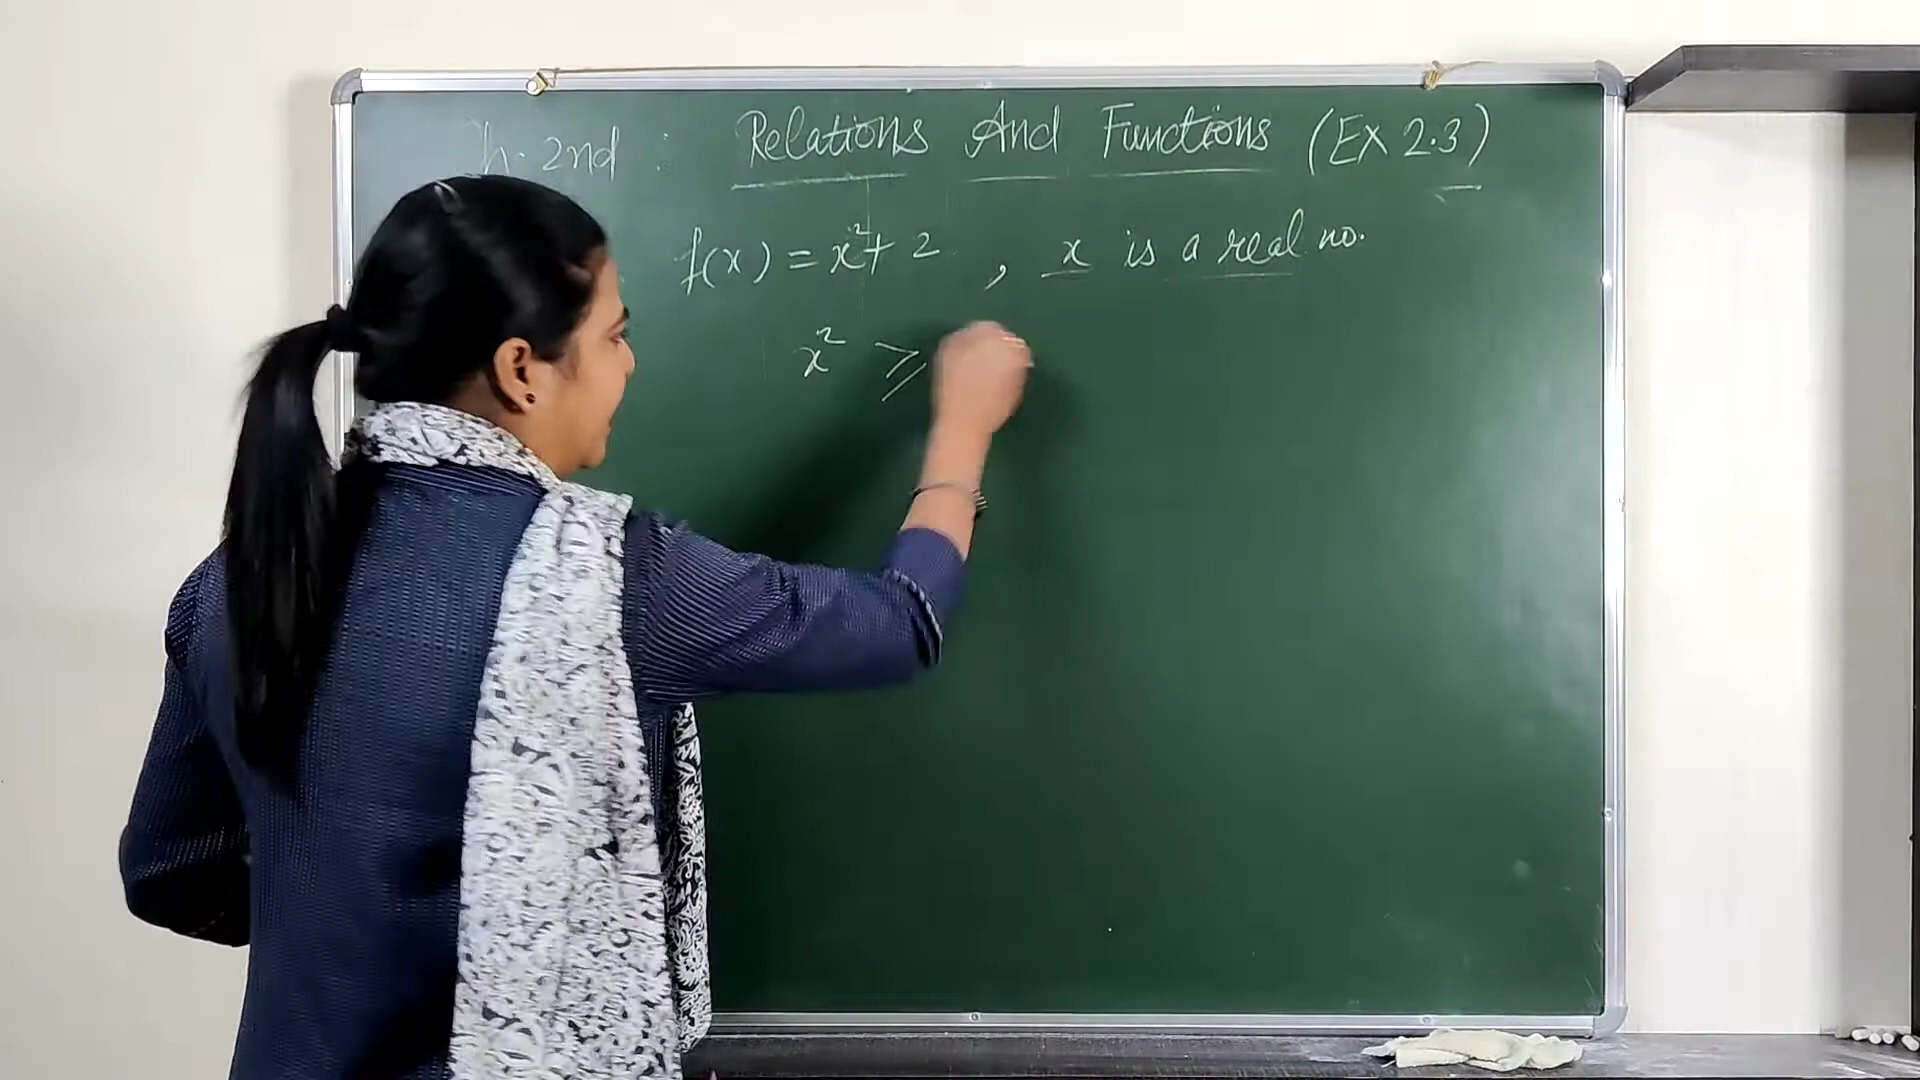 h. 2nd : Relations And Functions (Ex 2.3)
f(x) = x²+ 2 , x is a real no.
x² ≥